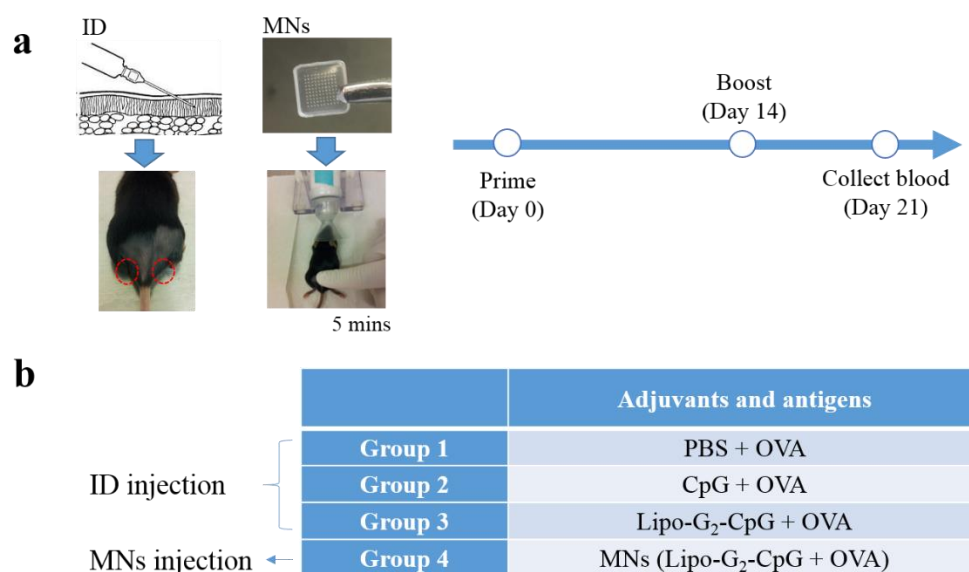 a
ID
MNs
5 mins
Prime
(Day 0)
Boost
(Day 14)
Collect blood
(Day 21)
b
Adjuvants and antigens
ID injection
Group 1
PBS + OVA
Group 2
CpG + OVA
Group 3
Lipo-G₂-CpG + OVA
MNs injection
Group 4
MNs (Lipo-G₂-CpG + OVA)